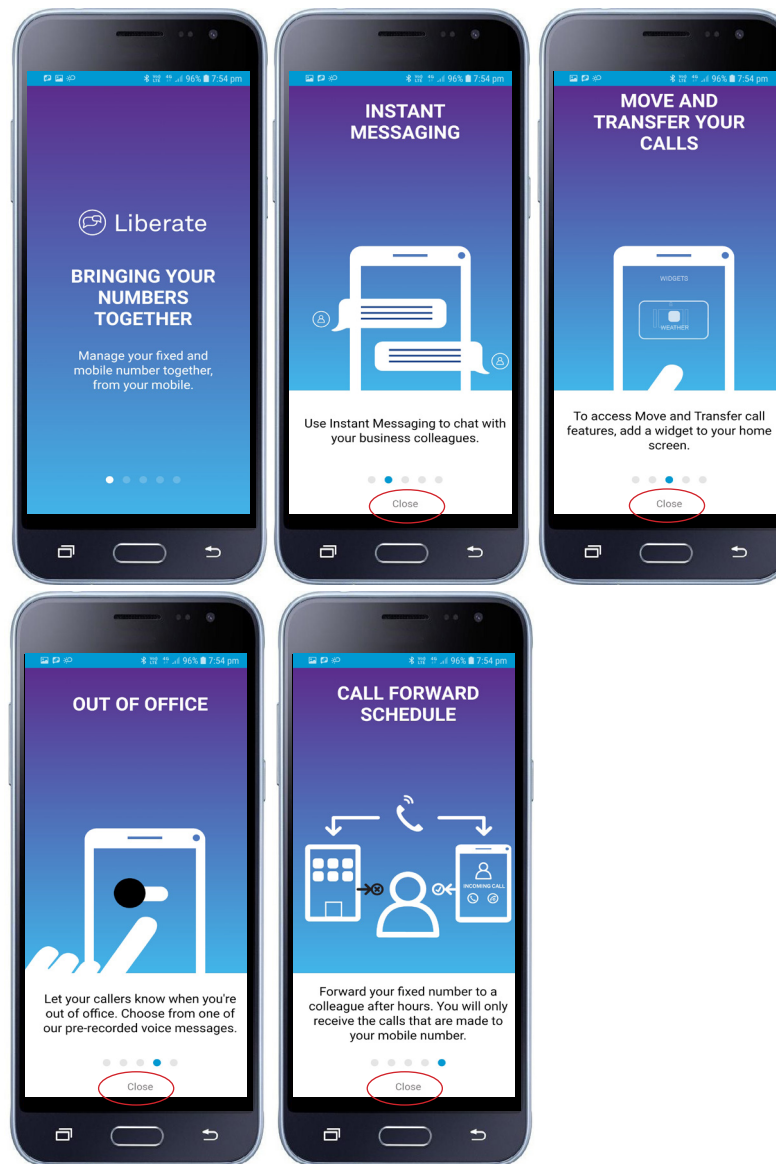 96% 7:54 pm
Liberate
BRINGING YOUR
NUMBERS
TOGETHER
Manage your fixed and
mobile number together,
from your mobile.
96% 7:54 pm
INSTANT
MESSAGING
Use Instant Messaging to chat with
your business colleagues.
Close
96% 7:54 pm
MOVE AND
TRANSFER YOUR
CALLS
WIDGETS
WEATHER
To access Move and Transfer call
features, add a widget to your home
screen.
Close
96% 7:54 pm
OUT OF OFFICE
Let your callers know when you're
out of office. Choose from one of
our pre-recorded voice messages.
Close
96% 7:54 pm
CALL FORWARD
SCHEDULE
INCOMING CALL
Forward your fixed number to a
colleague after hours. You will only
receive the calls that are made to
your mobile number.
Close